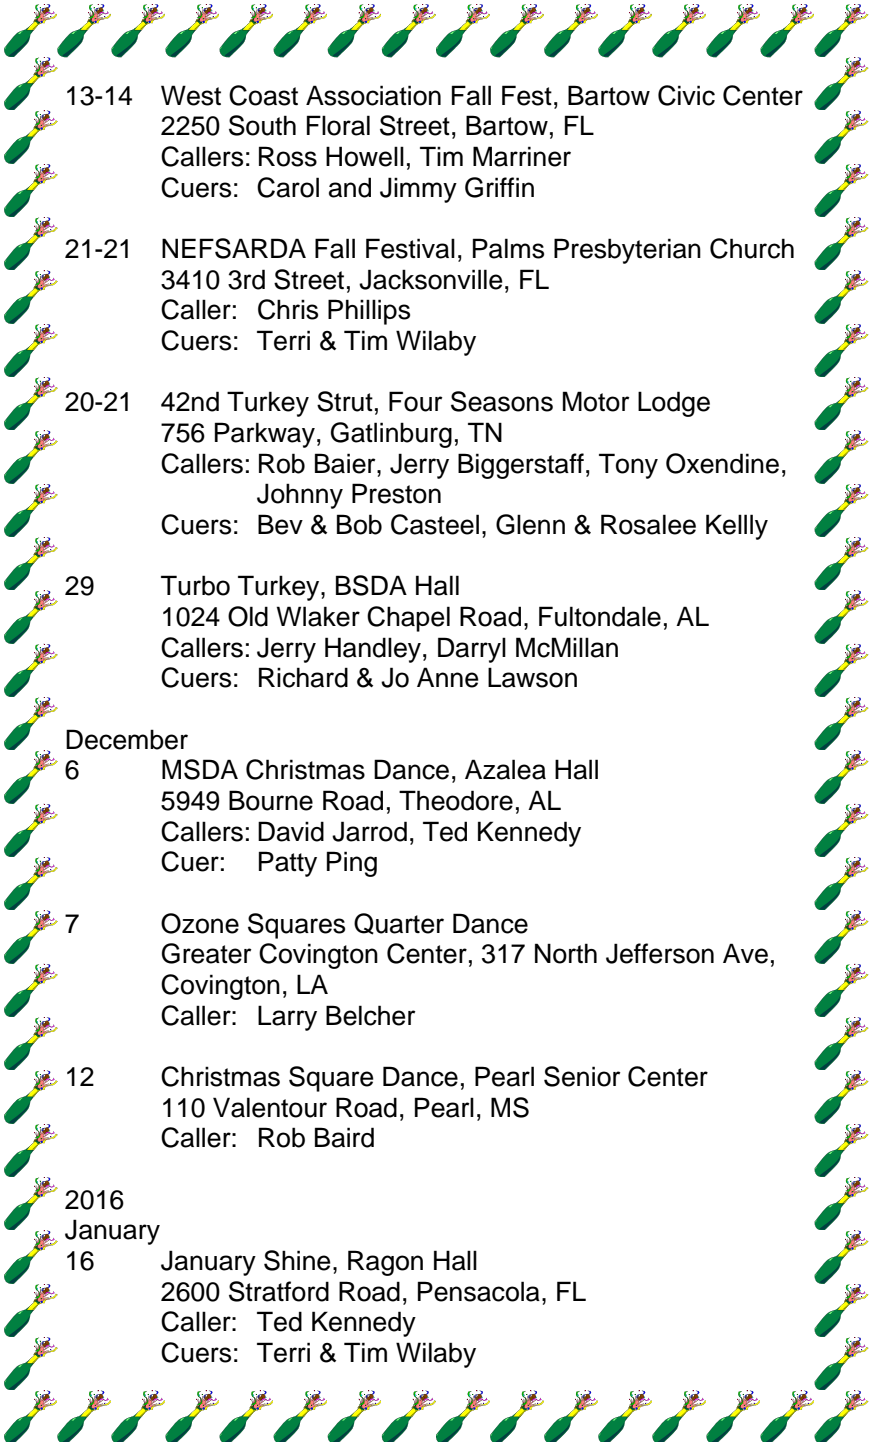 13-14 West Coast Association Fall Fest, Bartow Civic Center
2250 South Floral Street, Bartow, FL
Callers: Ross Howell, Tim Marriner
Cuers: Carol and Jimmy Griffin
21-21 NEFSARDA Fall Festival, Palms Presbyterian Church
3410 3rd Street, Jacksonville, FL
Caller: Chris Phillips
Cuers: Terri & Tim Wilaby
20-21 42nd Turkey Strut, Four Seasons Motor Lodge
756 Parkway, Gatlinburg, TN
Callers: Rob Baier, Jerry Biggerstaff, Tony Oxendine,
Johnny Preston
Cuers: Bev & Bob Casteel, Glenn & Rosalee Kellly
29 Turbo Turkey, BSDA Hall
1024 Old Wlaker Chapel Road, Fultondale, AL
Callers: Jerry Handley, Darryl McMillan
Cuers: Richard & Jo Anne Lawson
December
6 MSDA Christmas Dance, Azalea Hall
5949 Bourne Road, Theodore, AL
Callers: David Jarrod, Ted Kennedy
Cuer: Patty Ping
7 Ozone Squares Quarter Dance
Greater Covington Center, 317 North Jefferson Ave,
Covington, LA
Caller: Larry Belcher
12 Christmas Square Dance, Pearl Senior Center
110 Valentour Road, Pearl, MS
Caller: Rob Baird
2016
January
16 January Shine, Ragon Hall
2600 Stratford Road, Pensacola, FL
Caller: Ted Kennedy
Cuers: Terri & Tim Wilaby